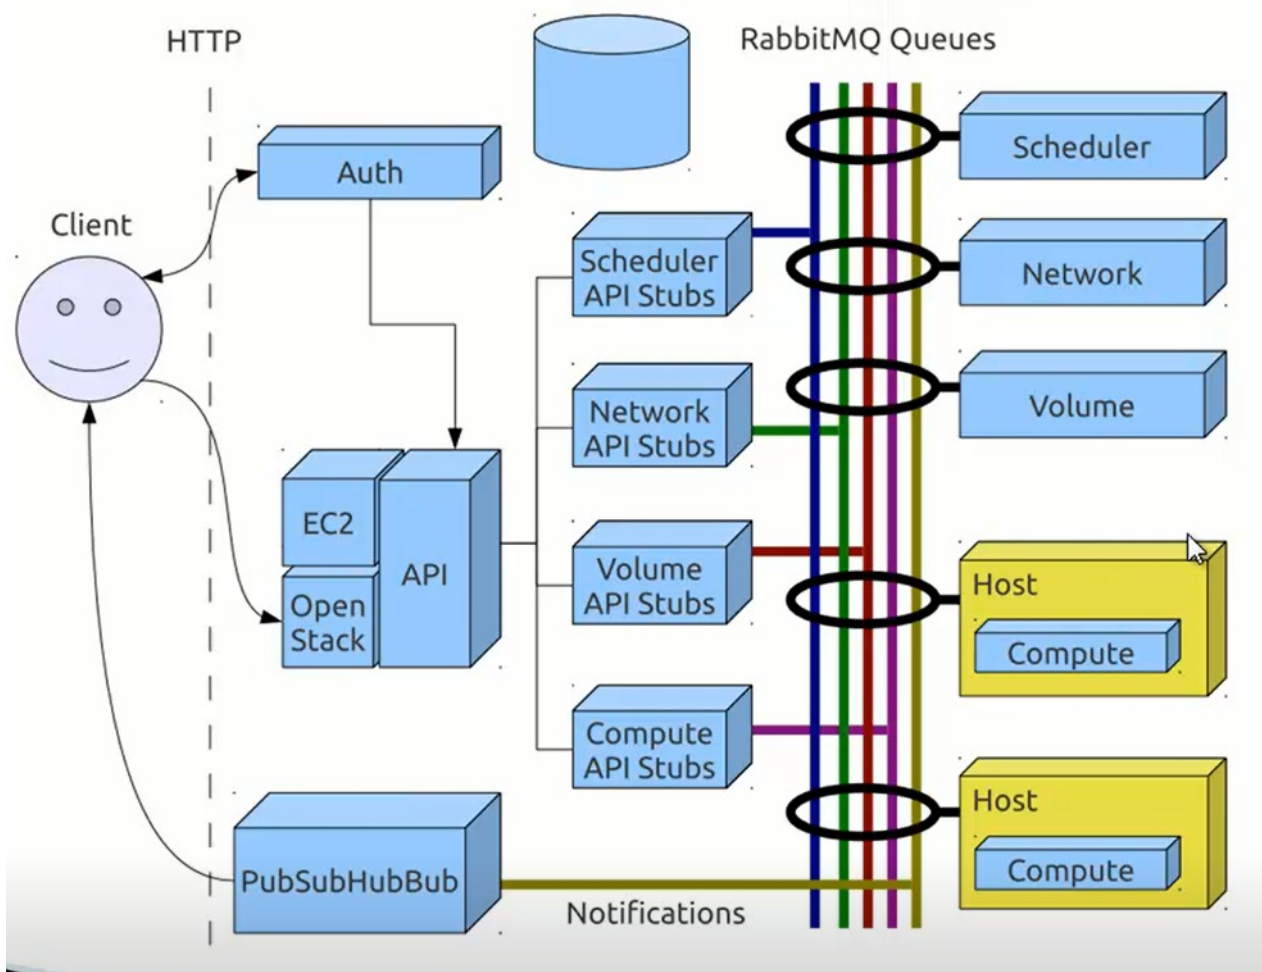 HTTP
RabbitMQ Queues
Auth
Scheduler
Client
Scheduler
API Stubs
Network
Network
API Stubs
Volume
EC2
API
Open
Stack
Volume
API Stubs
Host
Compute
Compute
API Stubs
Host
Compute
PubSubHubBub
Notifications